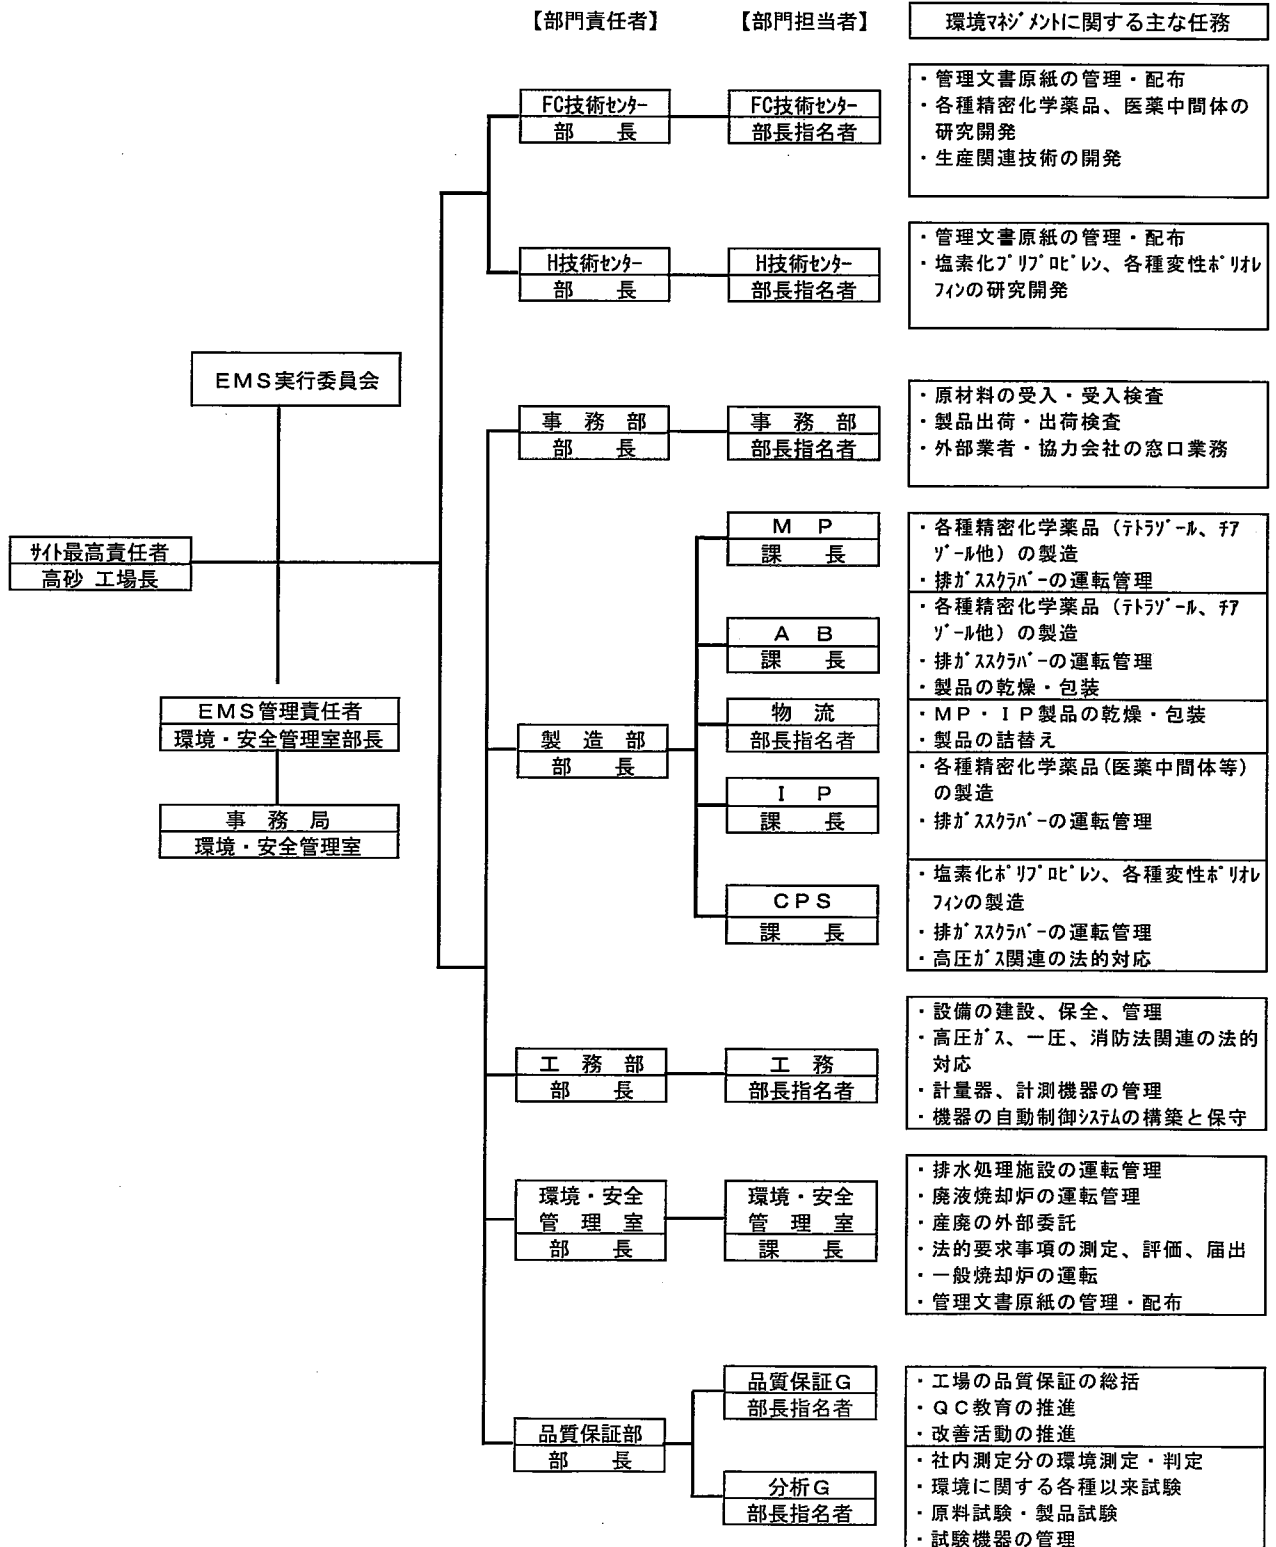 【部門責任者】 【部門担当者】 環境ﾏﾈｼﾞﾒﾝﾄに関する主な任務
FC技術ｾﾝﾀｰ
部 長
FC技術ｾﾝﾀｰ
部長指名者
・管理文書原紙の管理・配布
・各種精密化学薬品、医薬中間体の
研究開発
・生産関連技術の開発
H技術ｾﾝﾀｰ
部 長
H技術ｾﾝﾀｰ
部長指名者
・管理文書原紙の管理・配布
・塩素化ﾌﾟﾘﾌﾟﾛﾋﾟﾚﾝ、各種変性ﾎﾟﾘｵﾚ
ﾌｨﾝの研究開発
EMS実行委員会
事 務 部
部 長
事 務 部
部長指名者
・原材料の受入・受入検査
・製品出荷・出荷検査
・外部業者・協力会社の窓口業務
ｻｲﾄ最高責任者
高砂 工場長
EMS管理責任者
環境・安全管理室部長
事 務 局
環境・安全管理室
製 造 部
部 長
M P
課 長
・各種精密化学薬品（ﾃﾄﾗｿﾞｰﾙ、ﾁｱ
ｿﾞｰﾙ他）の製造
・排ｶﾞｽｽｸﾗﾊﾞｰの運転管理
A B
課 長
・各種精密化学薬品（ﾃﾄﾗｿﾞｰﾙ、ﾁｱ
ｿﾞｰﾙ他）の製造
・排ｶﾞｽｽｸﾗﾊﾞｰの運転管理
・製品の乾燥・包装
物 流
部長指名者
・MP・IP製品の乾燥・包装
・製品の詰替え
I P
課 長
・各種精密化学薬品(医薬中間体等)
の製造
・排ｶﾞｽｽｸﾗﾊﾞｰの運転管理
CPS
課 長
・塩素化ﾎﾟﾘﾌﾟﾛﾋﾟﾚﾝ、各種変性ﾎﾟﾘｵﾚ
ﾌｨﾝの製造
・排ｶﾞｽｽｸﾗﾊﾞｰの運転管理
・高圧ｶﾞｽ関連の法的対応
工 務 部
部 長
工 務
部長指名者
・設備の建設、保全、管理
・高圧ｶﾞｽ、一圧、消防法関連の法的
対応
・計量器、計測機器の管理
・機器の自動制御ｼｽﾃﾑの構築と保守
環境・安全
管 理 室
部 長
環境・安全
管 理 室
課 長
・排水処理施設の運転管理
・廃液焼却炉の運転管理
・産廃の外部委託
・法的要求事項の測定、評価、届出
・一般焼却炉の運転
・管理文書原紙の管理・配布
品質保証部
部 長
品質保証G
部長指名者
・工場の品質保証の総括
・QC教育の推進
・改善活動の推進
分析G
部長指名者
・社内測定分の環境測定・判定
・環境に関する各種以来試験
・原料試験・製品試験
・試験機器の管理